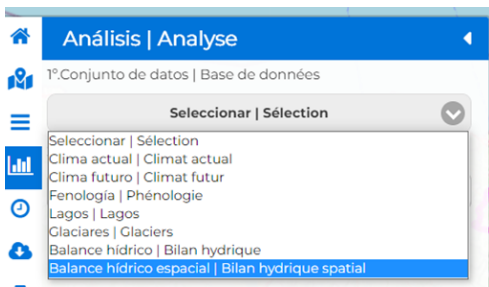 Análisis | Analyse
1º.Conjunto de datos | Base de données
Seleccionar | Sélection
Seleccionar | Sélection
Clima actual | Climat actual
Clima futuro | Climat futur
Fenología | Phénologie
Lagos | Lagos
Glaciares | Glaciers
Balance hídrico | Bilan hydrique
Balance hídrico espacial | Bilan hydrique spatial